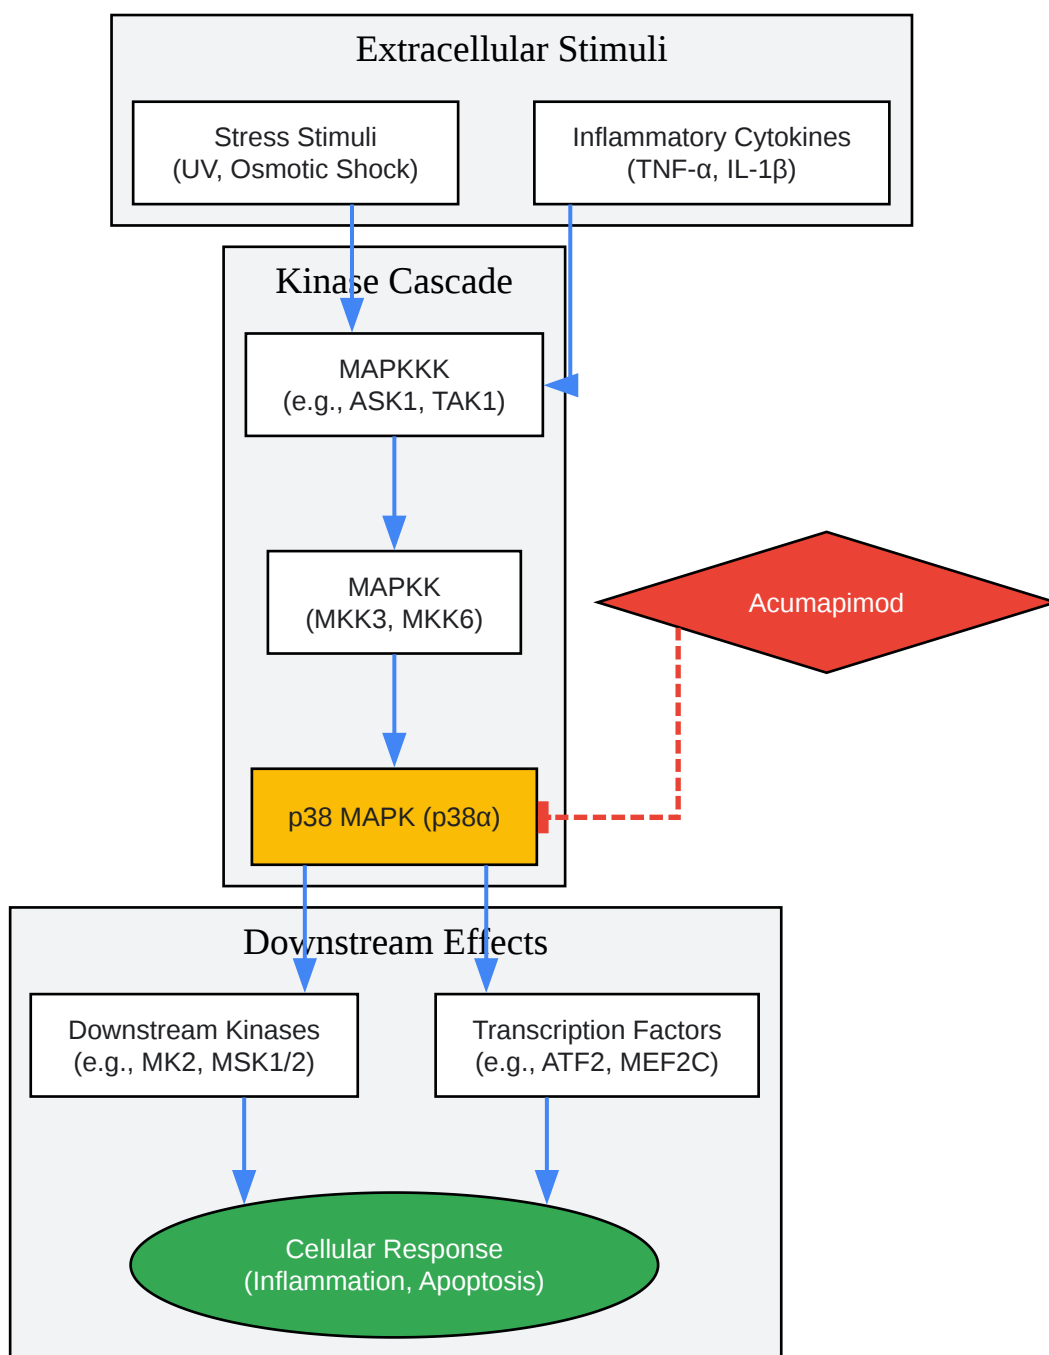 Extracellular Stimuli
Stress Stimuli
(UV, Osmotic Shock)
Inflammatory Cytokines
(TNF-α, IL-1β)
Kinase Cascade
MAPKKK
(e.g., ASK1, TAK1)
MAPKK
(MKK3, MKK6)
Acumapimod
p38 MAPK (p38α)
Downstream Effects
Downstream Kinases
(e.g., MK2, MSK1/2)
Transcription Factors
(e.g., ATF2, MEF2C)
Cellular Response
(Inflammation, Apoptosis)